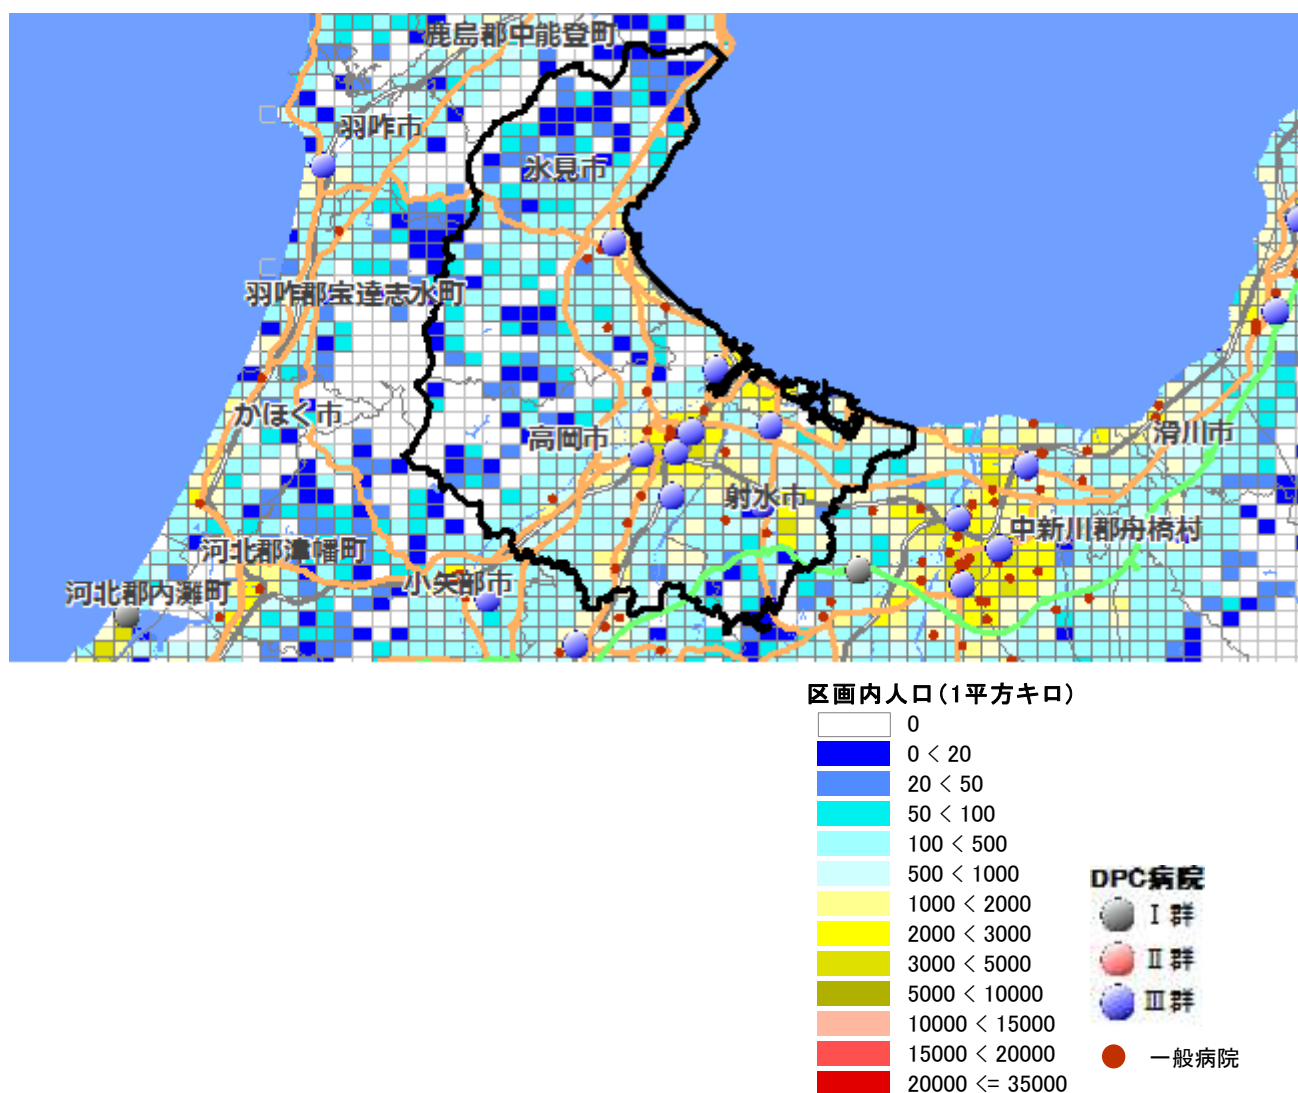 鹿島郡中能登町
羽咋市
氷見市
羽咋郡宝達志水町
かほく市
高岡市
滑川市
射水市
中新川郡舟橋村
河北郡津幡町
小矢部市
河北郡内灘町
区画内人口(1平方キロ)
0
0 < 20
20 < 50
50 < 100
100 < 500
500 < 1000
1000 < 2000
2000 < 3000
3000 < 5000
5000 < 10000
10000 < 15000
15000 < 20000
20000 <= 35000
DPC病院
Ⅰ群
Ⅱ群
Ⅲ群
一般病院